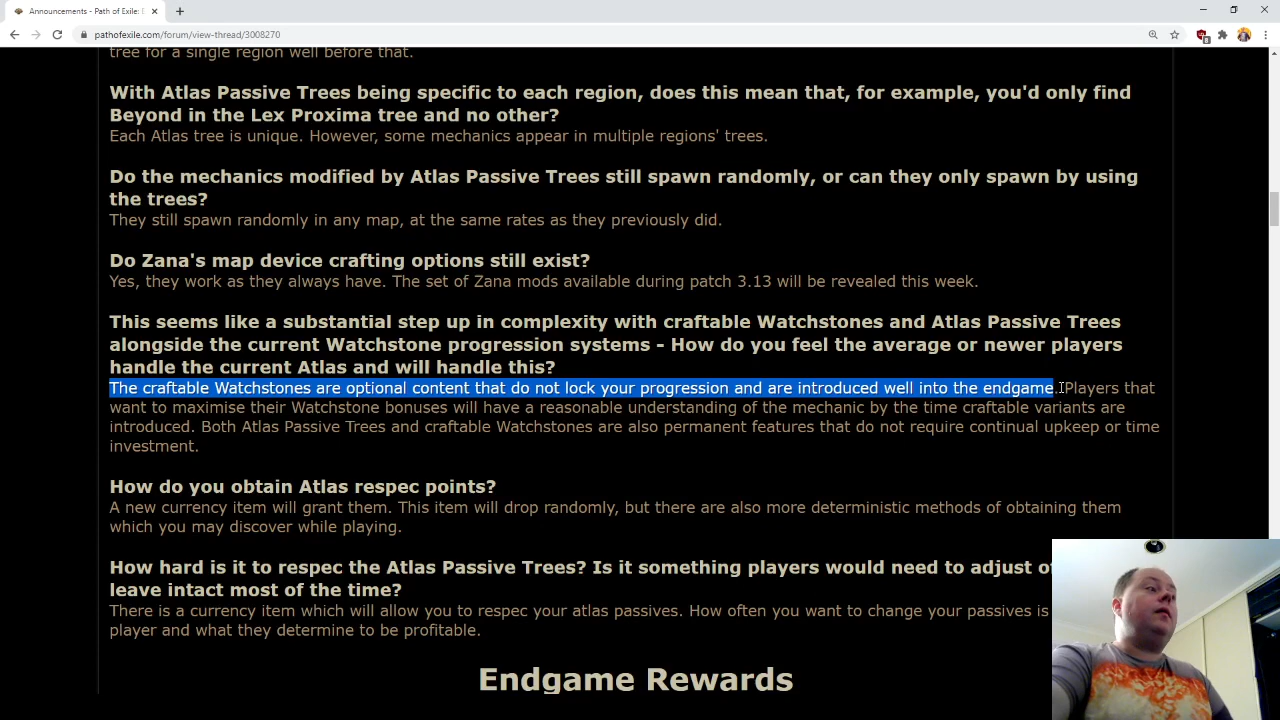 Announcements - Path of Exile: E
pathofexile.com/forum/view-thread/3008270
tree for a single region well before that.
With Atlas Passive Trees being specific to each region, does this mean that, for example, you'd only find
Beyond in the Lex Proxima tree and no other?
Each Atlas tree is unique. However, some mechanics appear in multiple regions' trees.
Do the mechanics modified by Atlas Passive Trees still spawn randomly, or can they only spawn by using
the trees?
They still spawn randomly in any map, at the same rates as they previously did.
Do Zana's map device crafting options still exist?
Yes, they work as they always have. The set of Zana mods available during patch 3.13 will be revealed this week.
This seems like a substantial step up in complexity with craftable Watchstones and Atlas Passive Trees
alongside the current Watchstone progression systems - How do you feel the average or newer players
handle the current Atlas and will handle this?
The craftable Watchstones are optional content that do not lock your progression and are introduced well into the endgame. Players that
want to maximise their Watchstone bonuses will have a reasonable understanding of the mechanic by the time craftable variants are
introduced. Both Atlas Passive Trees and craftable Watchstones are also permanent features that do not require continual upkeep or time
investment.
How do you obtain Atlas respec points?
A new currency item will grant them. This item will drop randomly, but there are also more deterministic methods of obtaining them
which you may discover while playing.
How hard is it to respec the Atlas Passive Trees? Is it something players would need to adjust
leave intact most of the time?
There is a currency item which will allow you to respec your atlas passives. How often you want to change your passives is
player and what they determine to be profitable.
Endgame Rewards